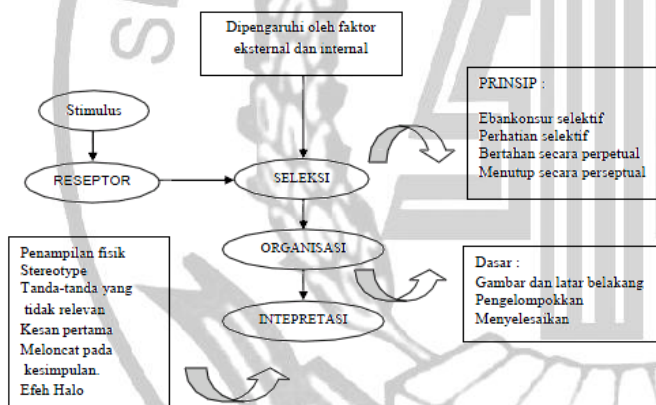 Dipengaruhi oleh faktor
eksternal dan internal
PRINSIP :
Ebankonsur selektif
Perhatian selektif
Bertahan secara perpetual
Menutup secara perseptual
Stimulus
RESEPTOR
SELEKSI
ORGANISASI
INTEPRETASI
Penampilan fisik
Stereotype
Tanda-tanda yang
tidak relevan
Kesan pertama
Meloncat pada
kesimpulan.
Efeh Halo
Dasar :
Gambar dan latar belakang
Pengelompokkan
Menyelesaikan